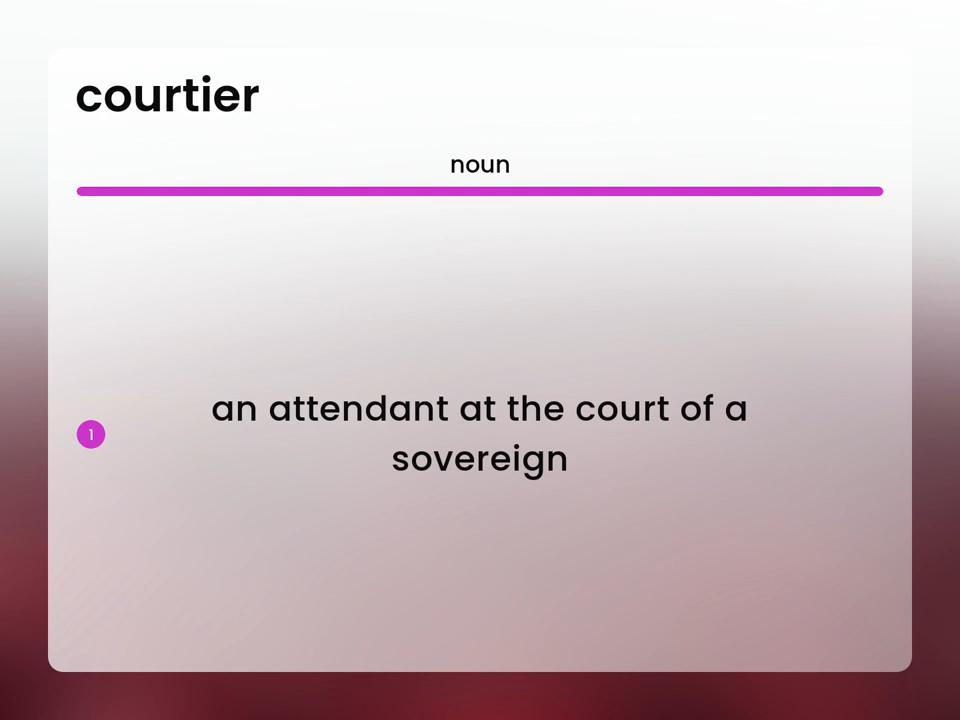 courtier
noun
1
an attendant at the court of a
sovereign